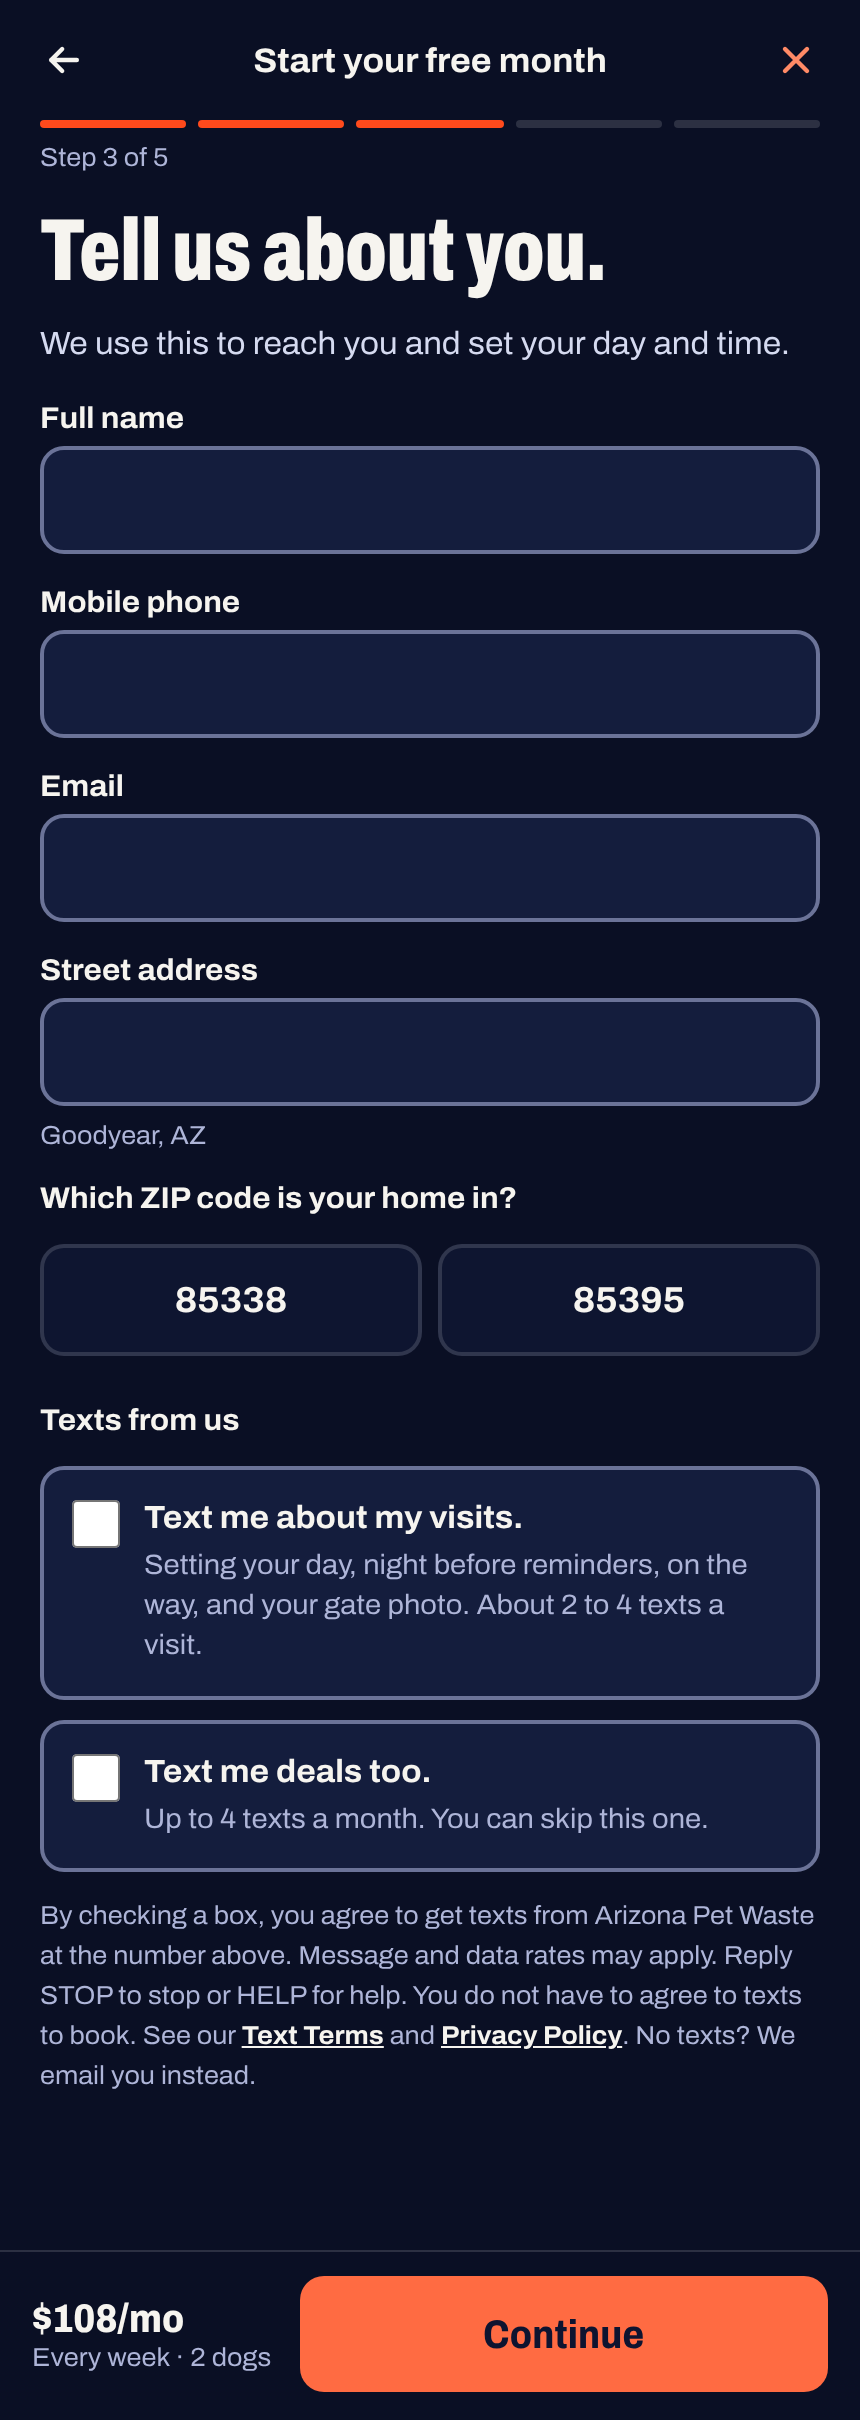 Start your free month
Step 3 of 5
Tell us about you.
We use this to reach you and set your day and time.
Full name
Mobile phone
Email
Street address
Goodyear, AZ
Which ZIP code is your home in?
85338
85395
Texts from us
Text me about my visits.
Setting your day, night before reminders, on the
way, and your gate photo. About 2 to 4 texts a
visit.
Text me deals too.
Up to 4 texts a month. You can skip this one.
By checking a box, you agree to get texts from Arizona Pet Waste
at the number above. Message and data rates may apply. Reply
STOP to stop or HELP for help. You do not have to agree to texts
to book. See our Text Terms and Privacy Policy. No texts? We
email you instead.
$108/mo
Every week · 2 dogs
Continue